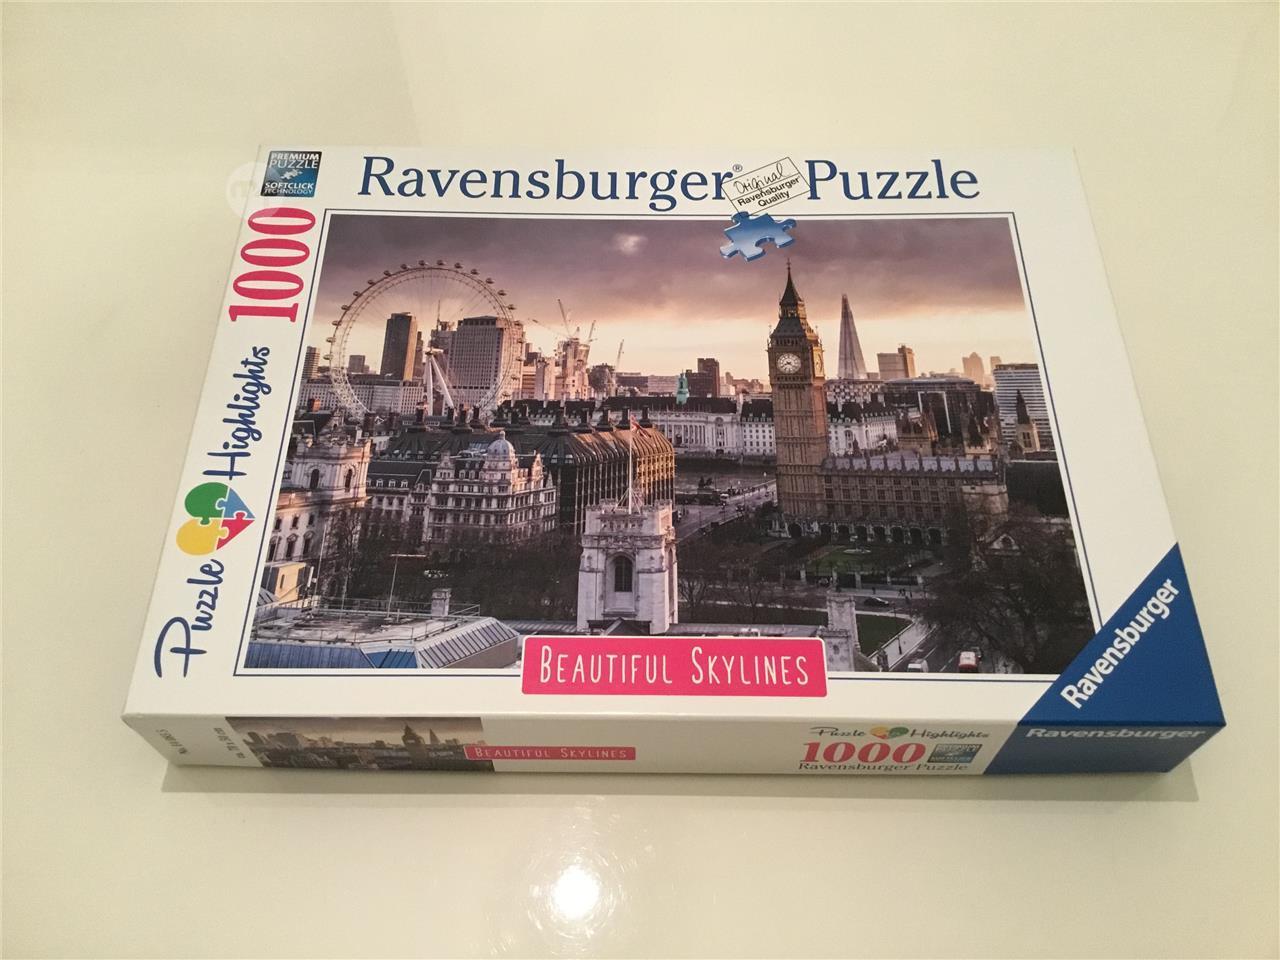 PREMIUM
PUZZLE
SOFTCLICK
TECHNOLOGY
Ravensburger® Puzzle
Original
Ravensburger
Quality
1000
Puzzle Highlights
BEAUTIFUL SKYLINES
Ravensburger
BEAUTIFUL SKYLINES
Puzzle Highlights
1000
Ravensburger Puzzle
Ravensburger